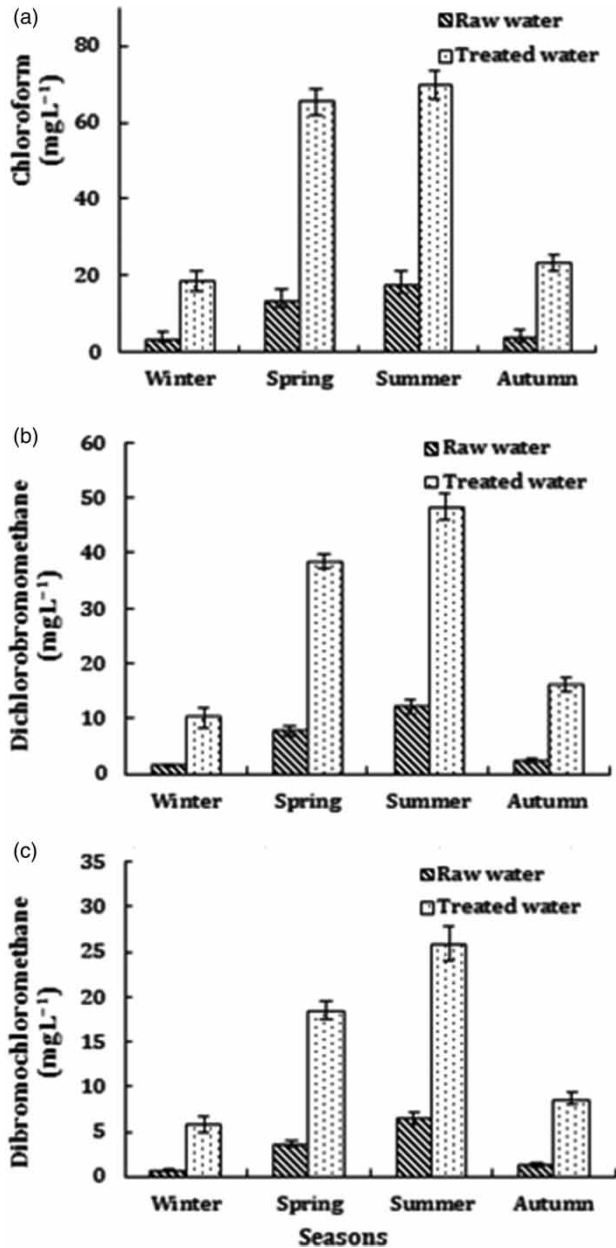 (a)
Raw water
Treated water
Chloroform
(mgL⁻¹)
80
60
40
20
0
Winter Spring Summer Autumn
(b)
Raw water
Treated water
Dichlorobromomethane
(mgL⁻¹)
60
50
40
30
20
10
0
Winter Spring Summer Autumn
(c)
Raw water
Treated water
Dibromochloromethane
(mgL⁻¹)
35
30
25
20
15
10
5
0
Winter Spring Summer Autumn
Seasons